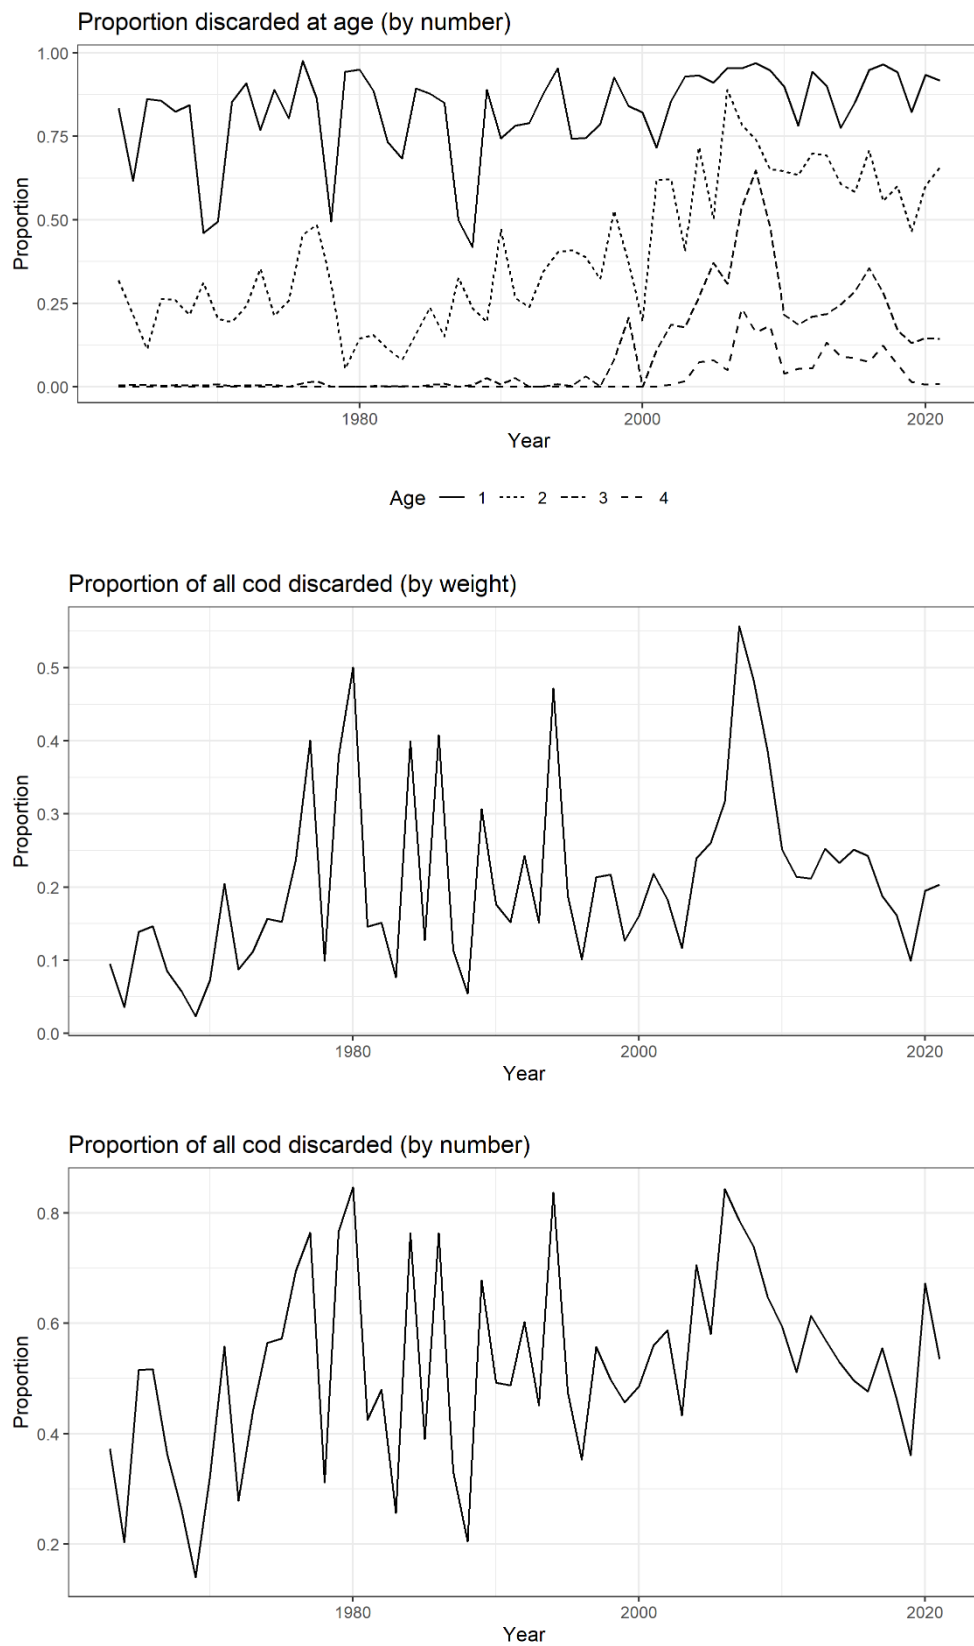 Proportion discarded at age (by number)
1.00
0.75
0.50
0.25
0.00
Proportion
1980 2000 2020
Year
Age 1 2 3 4
Proportion of all cod discarded (by weight)
0.5
0.4
0.3
0.2
0.1
0.0
Proportion
1980 2000 2020
Year
Proportion of all cod discarded (by number)
0.8
0.6
0.4
0.2
Proportion
1980 2000 2020
Year